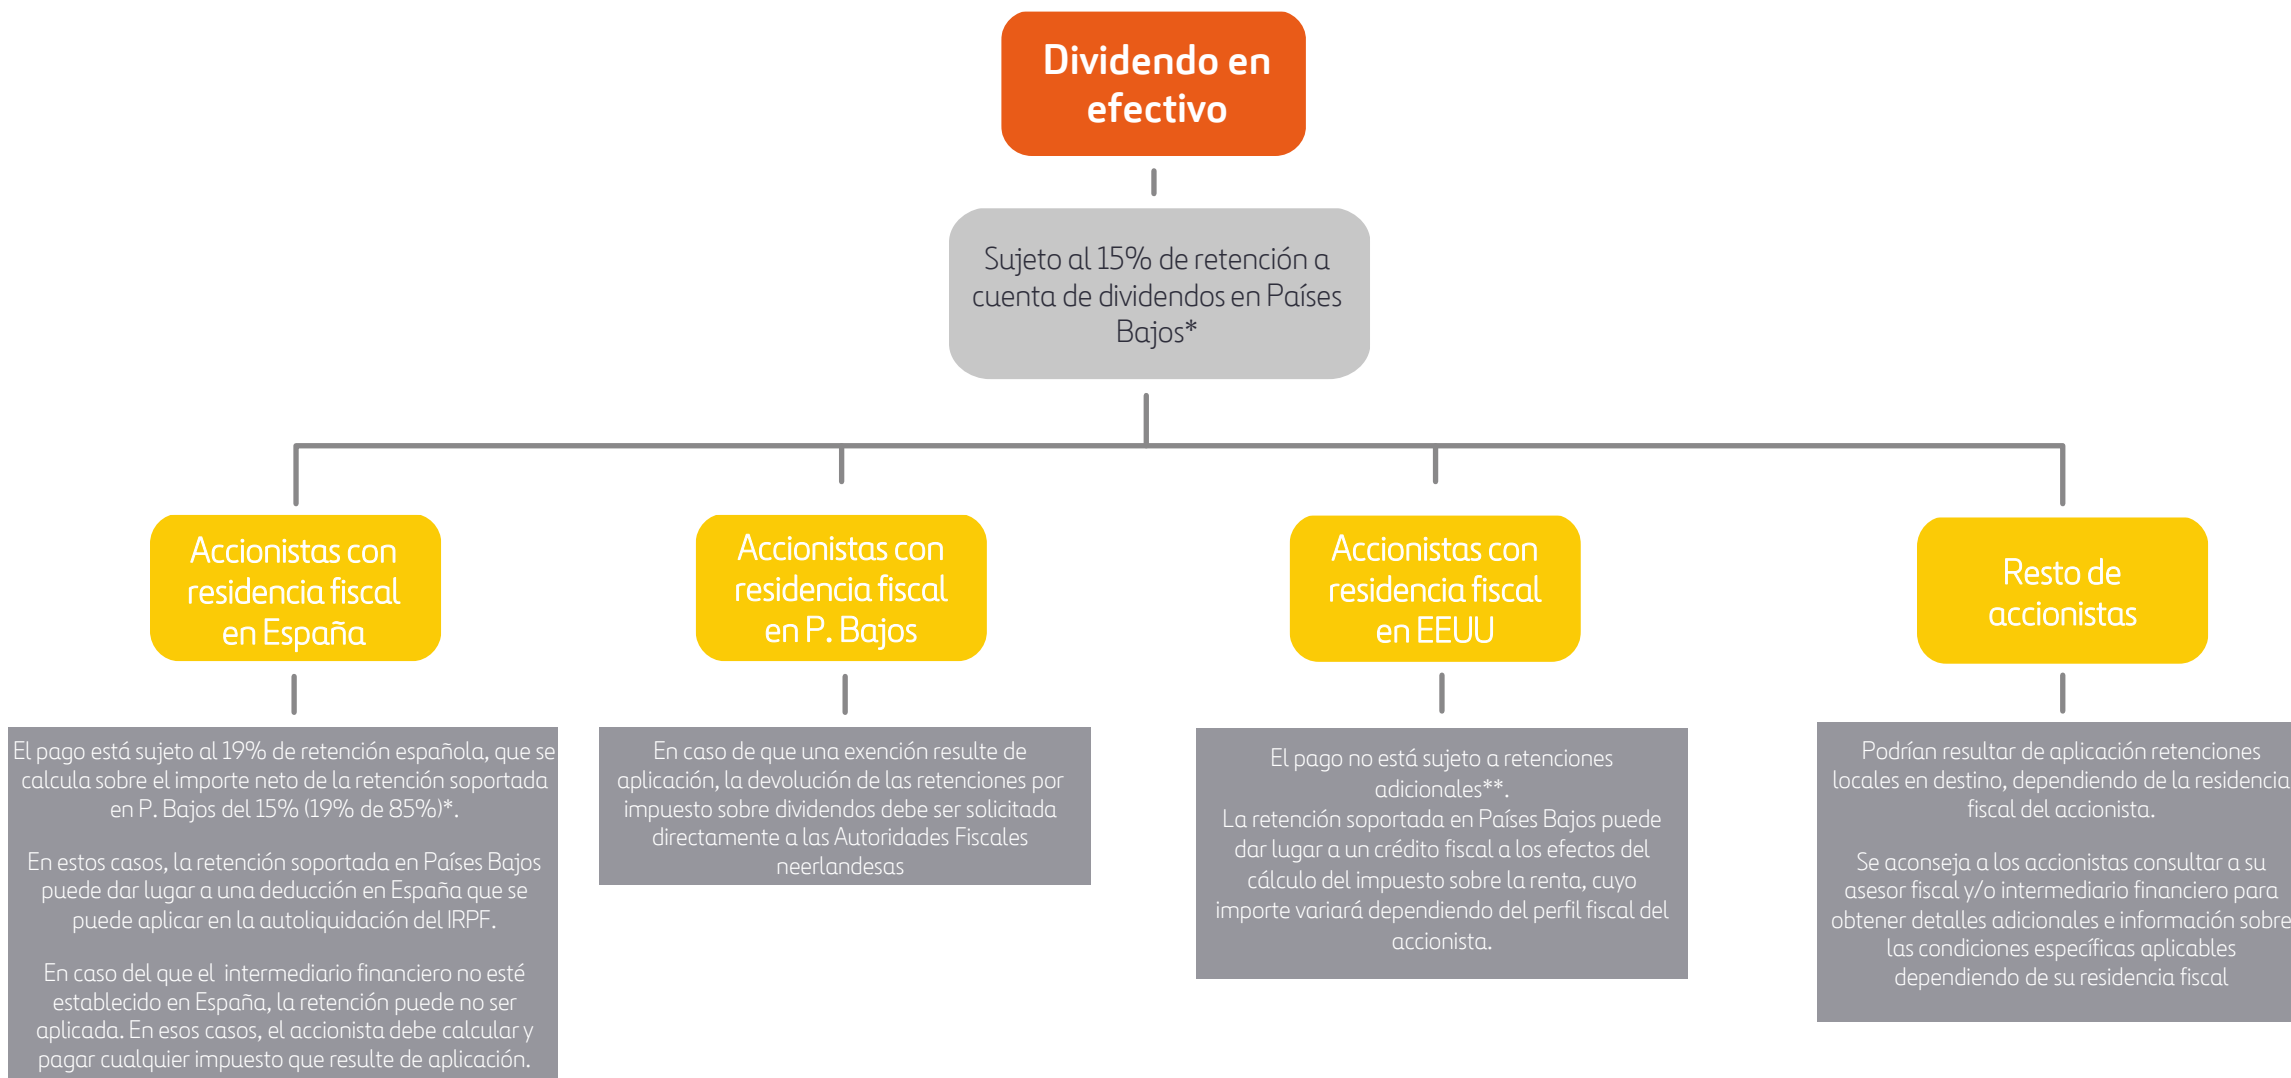 Dividendo en
efectivo
Sujeto al 15% de retención a
cuenta de dividendos en Países
Bajos*
Accionistas con
residencia fiscal
en España
Accionistas con
residencia fiscal
en P. Bajos
Accionistas con
residencia fiscal
en EEUU
Resto de
accionistas
El pago está sujeto al 19% de retención española, que se
calcula sobre el importe neto de la retención soportada
en P. Bajos del 15% (19% de 85%)*.
En estos casos, la retención soportada en Países Bajos
puede dar lugar a una deducción en España que se
puede aplicar en la autoliquidación del IRPF.
En caso del que el intermediario financiero no esté
establecido en España, la retención puede no ser
aplicada. En esos casos, el accionista debe calcular y
pagar cualquier impuesto que resulte de aplicación.
En caso de que una exención resulte de
aplicación, la devolución de las retenciones por
impuesto sobre dividendos debe ser solicitada
directamente a las Autoridades Fiscales
neerlandesas
El pago no está sujeto a retenciones
adicionales**.
La retención soportada en Países Bajos puede
dar lugar a un crédito fiscal a los efectos del
cálculo del impuesto sobre la renta, cuyo
importe variará dependiendo del perfil fiscal del
accionista.
Podrían resultar de aplicación retenciones
locales en destino, dependiendo de la residencia
fiscal del accionista.
Se aconseja a los accionistas consultar a su
asesor fiscal y/o intermediario financiero para
obtener detalles adicionales e información sobre
las condiciones específicas aplicables
dependiendo de su residencia fiscal